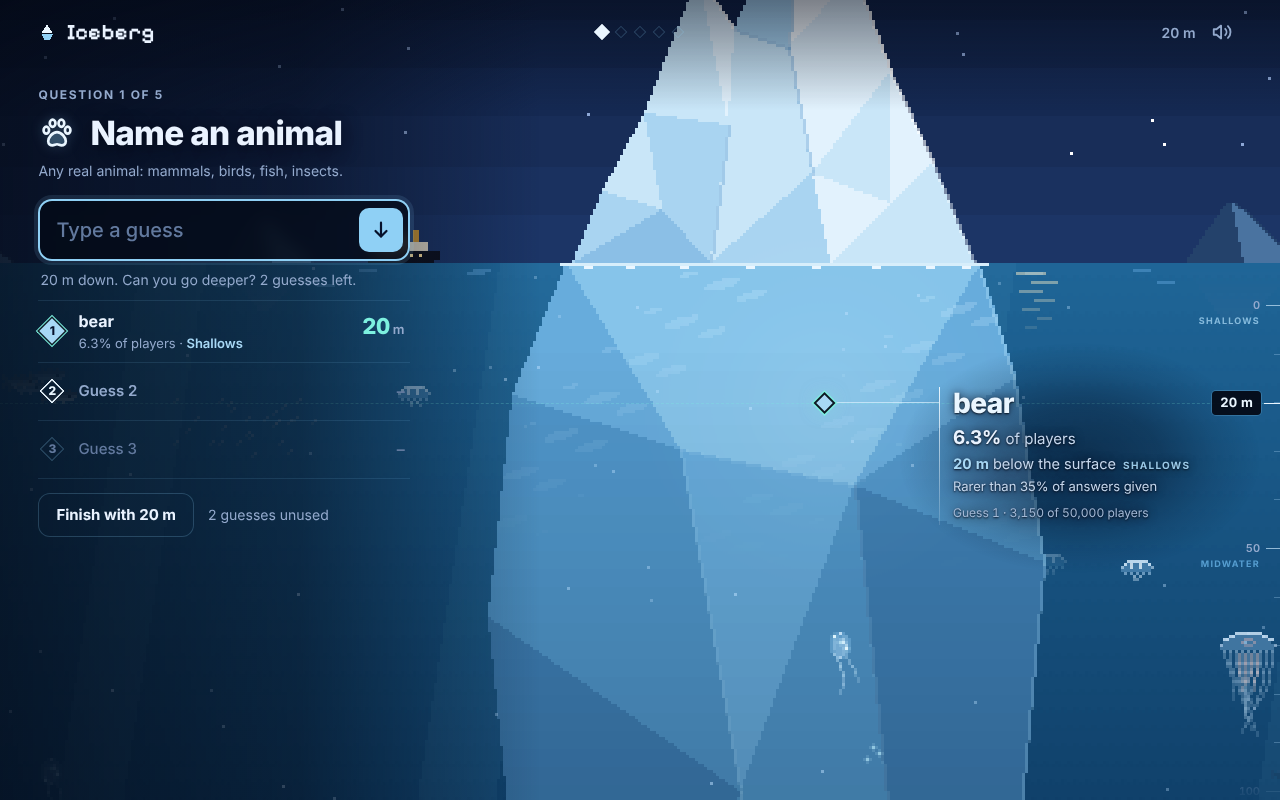 Iceberg
20 m
QUESTION 1 OF 5
Name an animal
Any real animal: mammals, birds, fish, insects.
Type a guess
20 m down. Can you go deeper? 2 guesses left.
1 bear 20 m
6.3% of players · Shallows
2 Guess 2
3 Guess 3 –
Finish with 20 m 2 guesses unused
0
SHALLOWS
20 m
bear
6.3% of players
20 m below the surface SHALLOWS
Rarer than 35% of answers given
Guess 1 · 3,150 of 50,000 players
50
MIDWATER
100